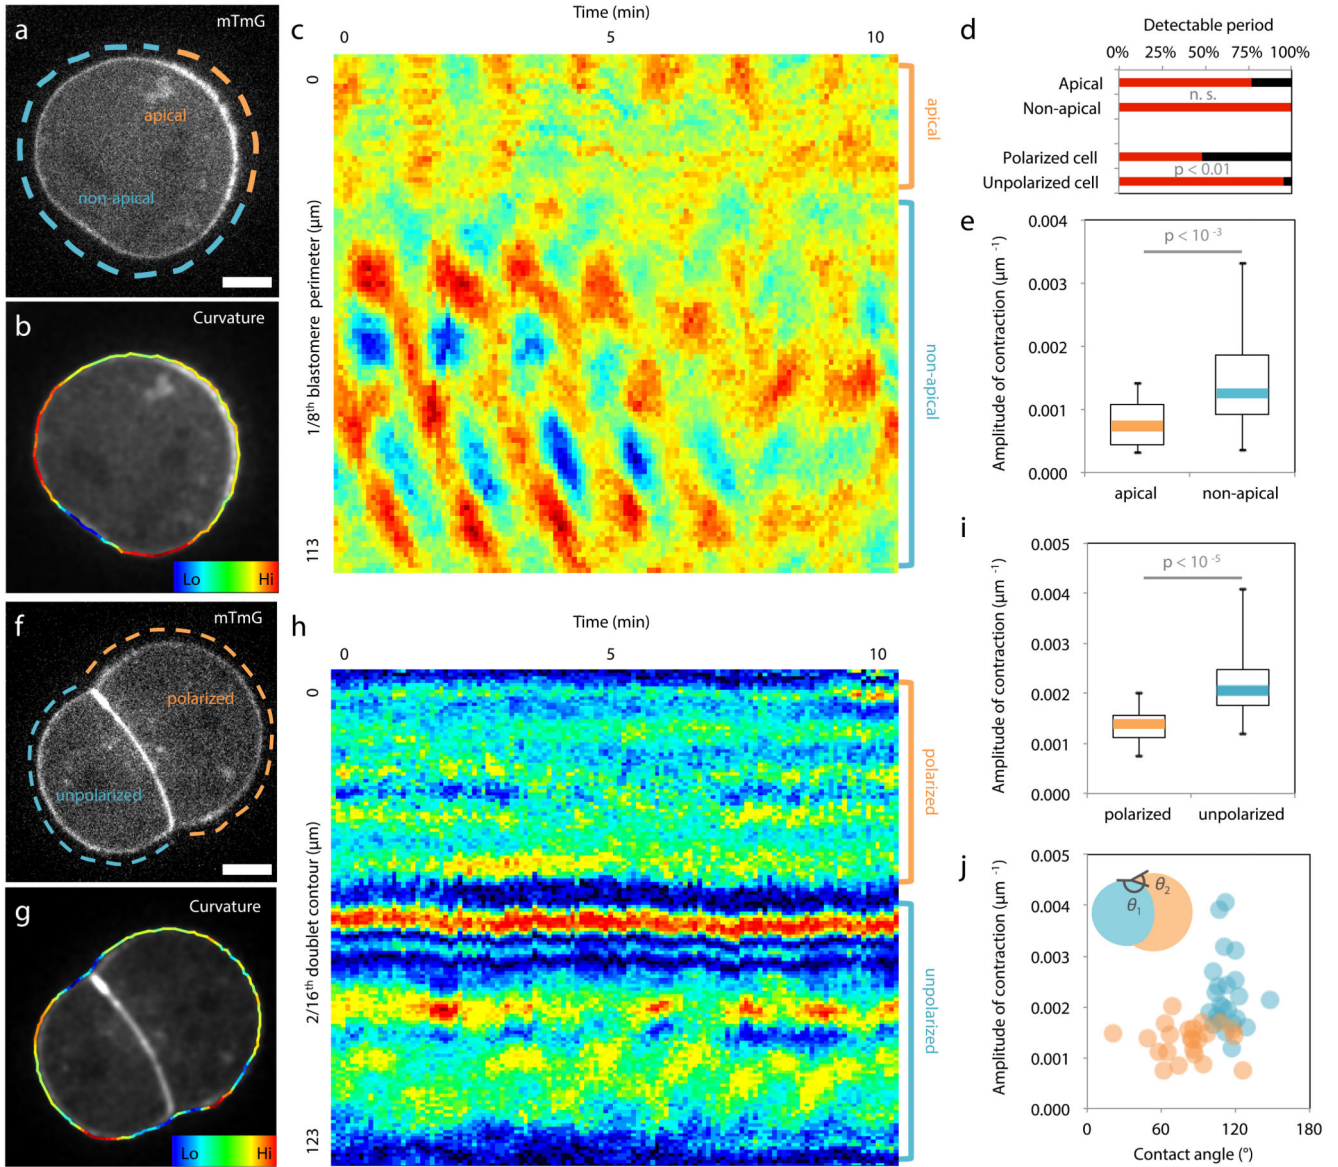 a
mTmG
apical
non-apical
b
Curvature
Lo
Hi
c
Time (min)
0
5
10
0
1/8th blastomere perimeter (µm)
113
apical
non-apical
d
Detectable period
0%
25%
50%
75%
100%
Apical
n. s.
Non-apical
Polarized cell
p < 0.01
Unpolarized cell
e
Amplitude of contraction (µm -1)
0.004
0.003
0.002
0.001
0.000
p < 10 -3
apical
non-apical
f
mTmG
polarized
unpolarized
g
Curvature
Lo
Hi
h
Time (min)
0
5
10
0
2/16th doublet contour (µm)
123
polarized
unpolarized
i
Amplitude of contraction (µm -1)
0.005
0.004
0.003
0.002
0.001
0.000
p < 10 -5
polarized
unpolarized
j
Amplitude of contraction (µm -1)
0.005
0.004
0.003
0.002
0.001
0.000
θ2
θ1
0
60
120
180
Contact angle (°)